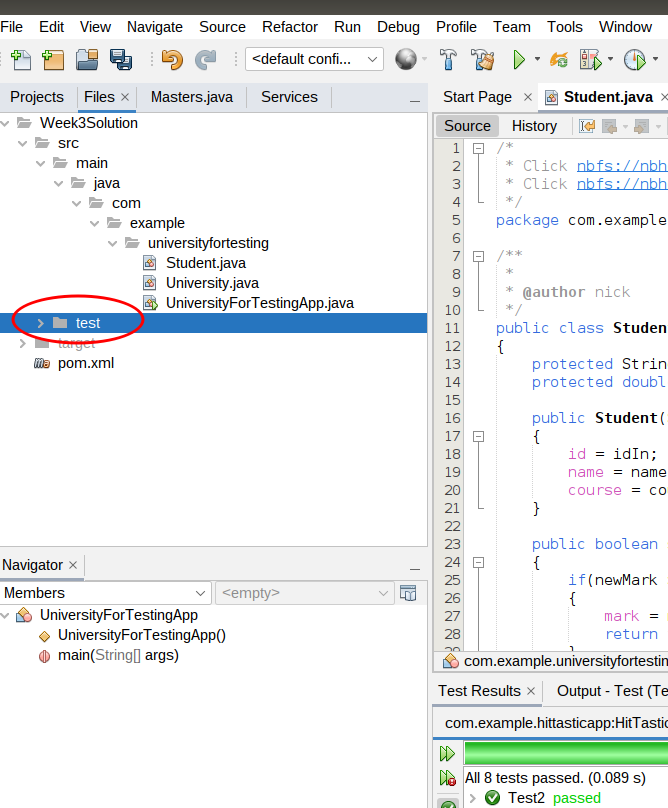 File Edit View Navigate Source Refactor Run Debug Profile Team Tools Window
<default confi...
Projects Files × Masters.java Services
Start Page × Student.java ×
Source History
Week3Solution
src
main
java
com
example
universityfortesting
Student.java
University.java
UniversityForTestingApp.java
test
target
pom.xml
1 /*
2 * Click nbfs://nbh
3 * Click nbfs://nbh
4 */
5 package com.example
6
7 /**
8 *
9 * @author nick
10 */
11 public class Studen
12 {
13 protected Strin
14 protected doubl
15
16 public Student(
17 {
18 id = idIn;
19 name = name
20 course = co
21 }
22
23 public boolean
24 {
25 if(newMark
26 {
27 mark =
28 return
29 }
com.example.universityfortestin
Navigator ×
Members <empty>
UniversityForTestingApp
UniversityForTestingApp()
main(String[] args)
Test Results × Output - Test (Te
com.example.hittasticapp:HitTastic
All 8 tests passed. (0.089 s)
Test2 passed